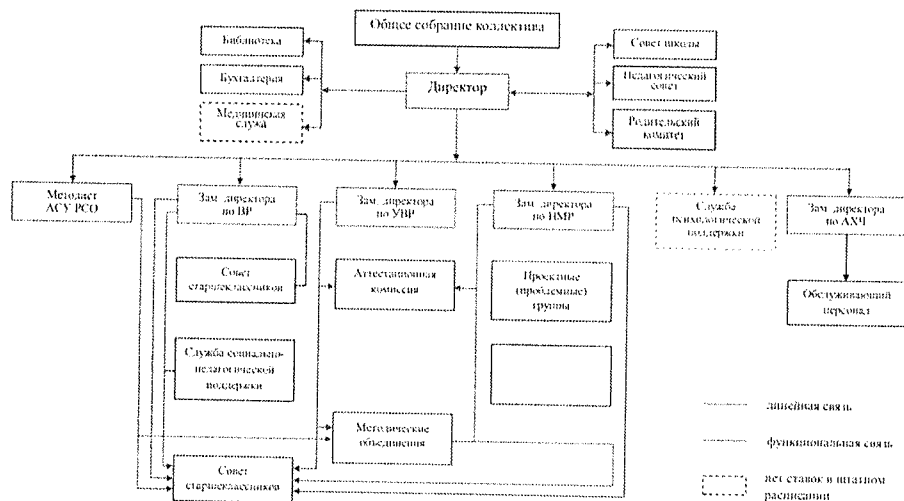 Общее собрание коллектива
Библиотека
Бухгалтерия
Медицинская
служа
Директор
Совет школы
Педагогический
совет
Родительский
комитет
Методист
АСУ РСО
Зам. директора
по ВР
Зам. директора
по УВР
Зам. директора
по НМР
Служба
психологической
поддержки
Зам. директора
по АХЧ
Совет
старшеклассников
Аттестационная
комиссия
Проектные
(проблемные)
группы
Обслуживающий
персонал
Служба социально-
педагогической
поддержки
Методические
объединения
Совет
старшеклассников
линейная связь
функциональная связь
нет ставок в штатном
расписании